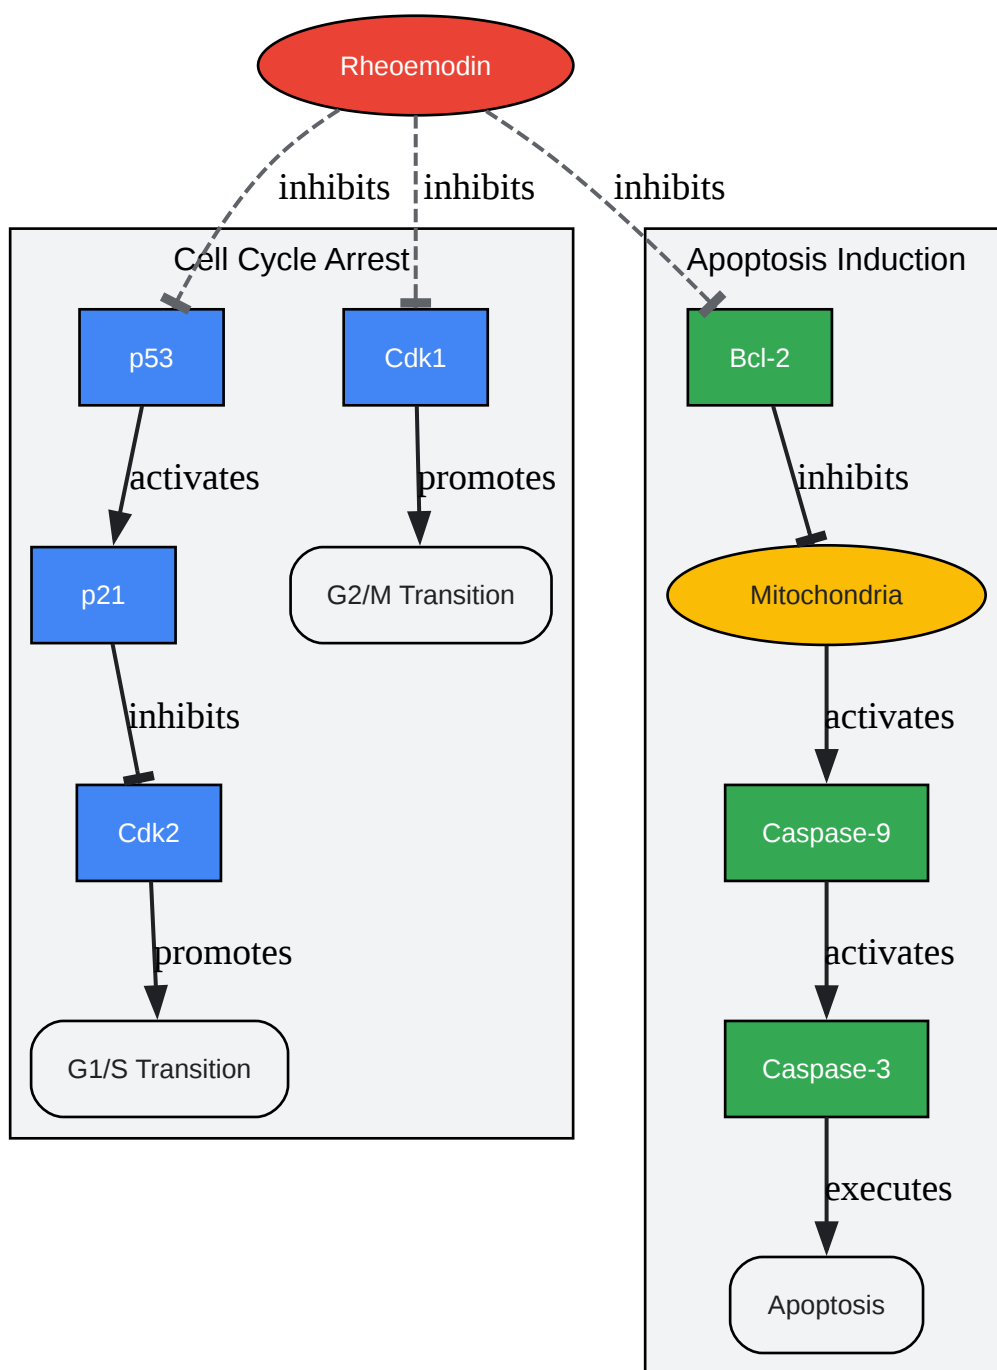 Rheoemodin
inhibits
inhibits
inhibits
Cell Cycle Arrest
Apoptosis Induction
p53
Cdk1
Bcl-2
activates
promotes
inhibits
p21
G2/M Transition
Mitochondria
inhibits
activates
Cdk2
Caspase-9
promotes
activates
G1/S Transition
Caspase-3
executes
Apoptosis